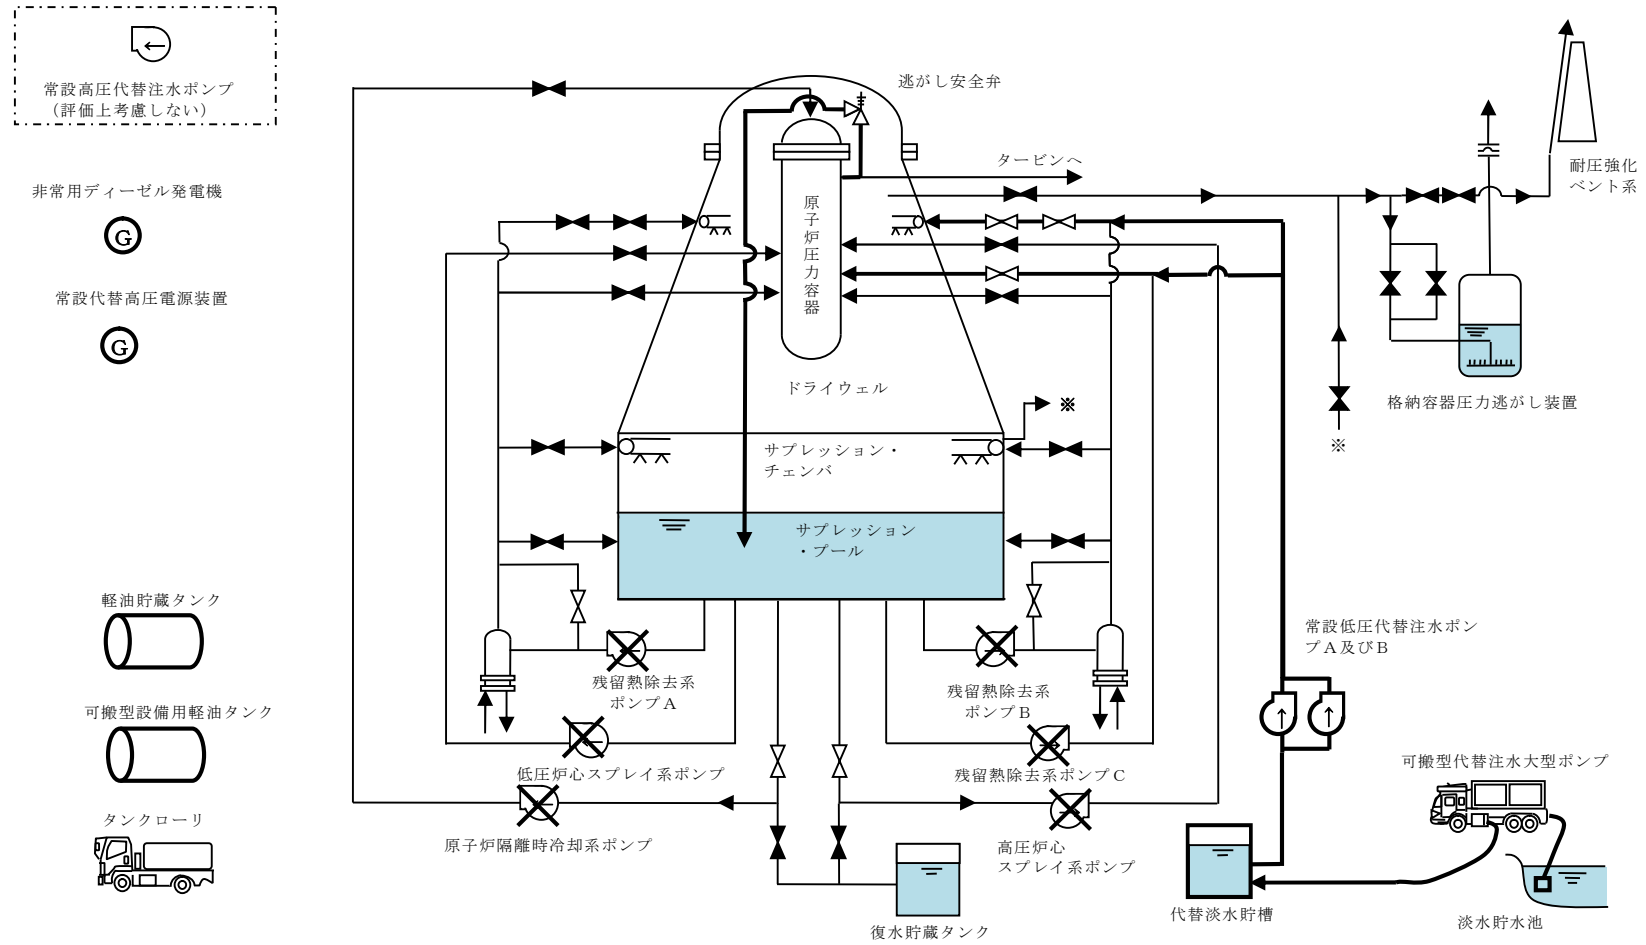 常設高圧代替注水ポンプ
（評価上考慮しない）
非常用ディーゼル発電機
G
常設代替高圧電源装置
G
軽油貯蔵タンク
可搬型設備用軽油タンク
タンクローリ
逃がし安全弁
タービンへ
原子炉圧力容器
ドライウェル
※
サプレッション・
チェンバ
サプレッション
・プール
耐圧強化
ベント系
格納容器圧力逃がし装置
※
残留熱除去系
ポンプA
残留熱除去系
ポンプB
低圧炉心スプレイ系ポンプ
残留熱除去系ポンプC
原子炉隔離時冷却系ポンプ
高圧炉心
スプレイ系ポンプ
復水貯蔵タンク
常設低圧代替注水ポン
プA及びB
可搬型代替注水大型ポンプ
代替淡水貯槽
淡水貯水池